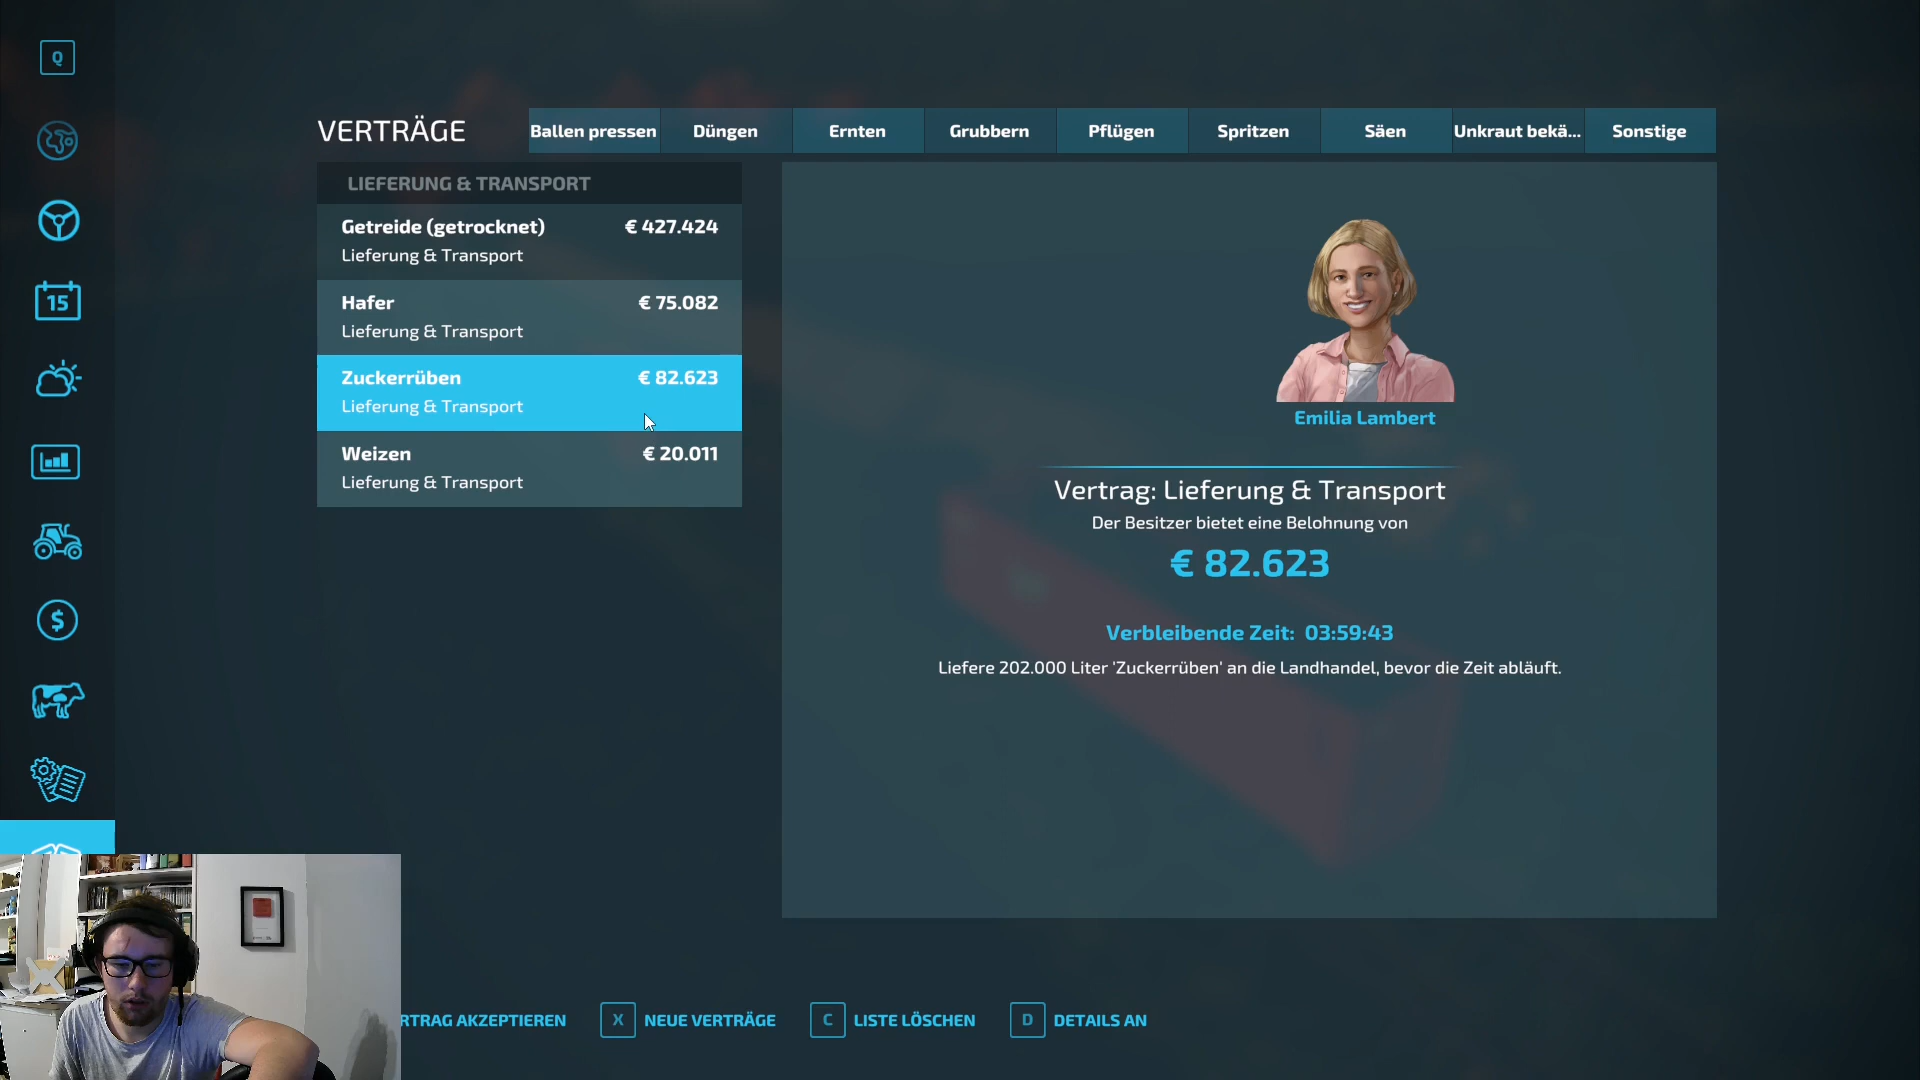 Q
VERTRÄGE
Ballen pressen
Düngen
Ernten
Grubbern
Pflügen
Spritzen
Säen
Unkraut bekä...
Sonstige
LIEFERUNG & TRANSPORT
Getreide (getrocknet) € 427.424
Lieferung & Transport
Hafer € 75.082
Lieferung & Transport
Zuckerrüben € 82.623
Lieferung & Transport
Weizen € 20.011
Lieferung & Transport
15
$
Emilia Lambert
Vertrag: Lieferung & Transport
Der Besitzer bietet eine Belohnung von
€ 82.623
Verbleibende Zeit: 03:59:43
Liefere 202.000 Liter 'Zuckerrüben' an die Landhandel, bevor die Zeit abläuft.
RTRAG AKZEPTIEREN
X NEUE VERTRÄGE
C LISTE LÖSCHEN
D DETAILS AN